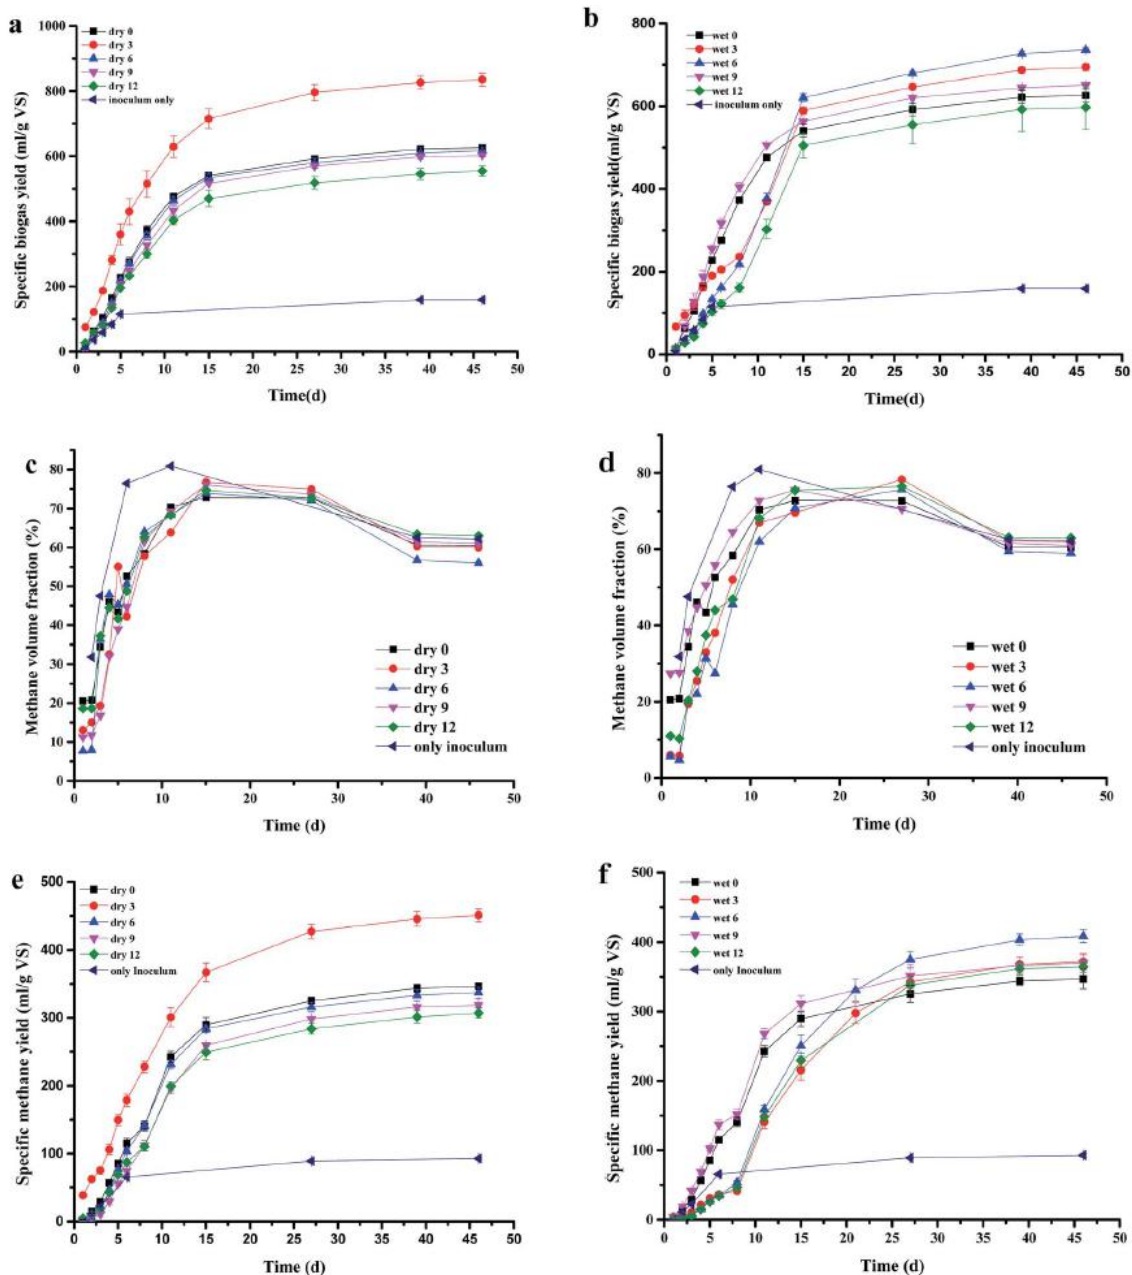 a
1000
800
600
400
200
0
0 5 10 15 20 25 30 35 40 45 50
Specific biogas yield (ml/g VS)
Time(d)
dry 0
dry 3
dry 6
dry 9
dry 12
inoculum only
b
800
600
400
200
0
0 5 10 15 20 25 30 35 40 45 50
Specific biogas yield(ml/g VS)
Time(d)
wet 0
wet 3
wet 6
wet 9
wet 12
inoculum only
c
80
70
60
50
40
30
20
10
0
0 5 10 15 20 25 30 35 40 45 50
Methane volume fraction (%)
Time (d)
dry 0
dry 3
dry 6
dry 9
dry 12
only inoculum
d
80
60
40
20
0
0 10 20 30 40 50
Methane volume fraction (%)
Time (d)
wet 0
wet 3
wet 6
wet 9
wet 12
only inoculum
e
500
400
300
200
100
0
0 5 10 15 20 25 30 35 40 45 50
Specific methane yield (ml/g VS)
Time (d)
dry 0
dry 3
dry 6
dry 9
dry 12
only Inoculum
f
500
400
300
200
100
0
0 5 10 15 20 25 30 35 40 45 50
Specific methane yield (ml/g VS)
Time (d)
wet 0
wet 3
wet 6
wet 9
wet 12
only Inoculum